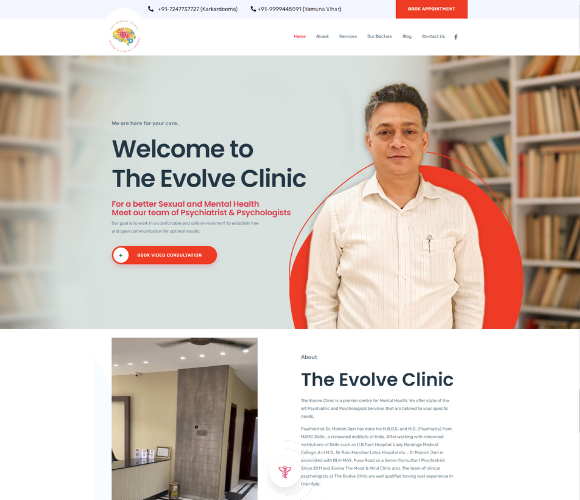 +91-7247737727 (Karkardooma)
+91-9999445091 (Yamuna Vihar)
BOOK APPOINTMENT
Home
About
Services
Our Doctors
Blog
Contact Us
We are here for your care.
Welcome to
The Evolve Clinic
For a better Sexual and Mental Health
Meet our team of Psychiatrist & Psychologists
Our goal is to work in a comfortable and safe environment to establish free
and open communication for optimal results.
BOOK VIDEO CONSULTATION
About
The Evolve Clinic
The Evolve Clinic is a premier centre for Mental Health. We offer state of the
art Psychiatric and Psychological Services that are tailored to your specific
needs.
Psychiatrist Dr. Manish Jain has done his M.B.B.S. and M.D. (Psychiatry) from
MAMC Delhi, a renowned institute of India. After working with renowned
institutions of Delhi such as G.B Pant Hospital, Lady Hardinge Medical
College, A.I.I.M.S., Dr Ram Manohar Lohia Hospital etc.. Dr Manish Jain is
associated with BLK-MAX, Pusa Road as a Senior Consultant Psychiatrist
Since 2011 and Evolve The Mood & Mind Clinic also. The team of clinical
psychologists at The Evolve Clinic are well qualified having vast experience in
their field.